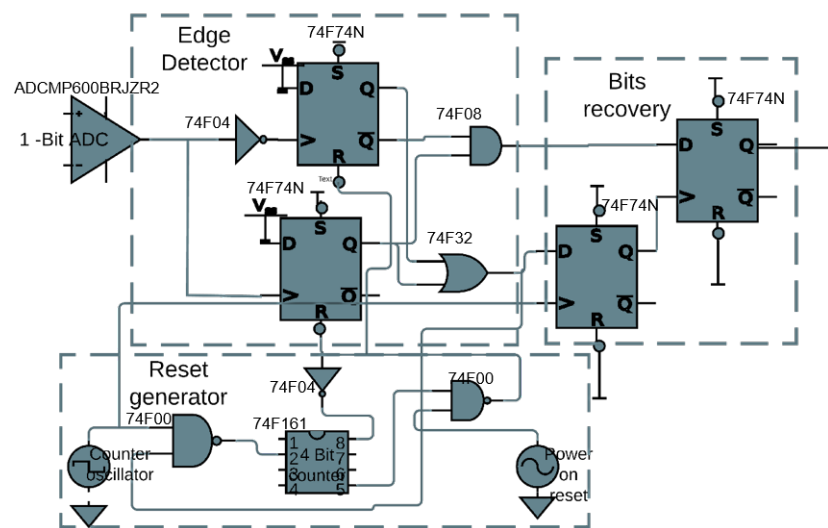 Edge
Detector
74F74N
S
D Q
V Q
R
Text
ADCMP600BRJZR2
+
1 -Bit ADC
-
74F04
74F08
74F74N
S
D Q
V Q
R
74F32
Bits
recovery
74F74N
S
D Q
V Q
R
74F74N
S
D Q
V Q
R
Reset
generator
74F00
74F04
74F161
1 8
2 7
3 6
4 5
4 Bit
counter
74F00
Counter
oscillator
Power
on
reset